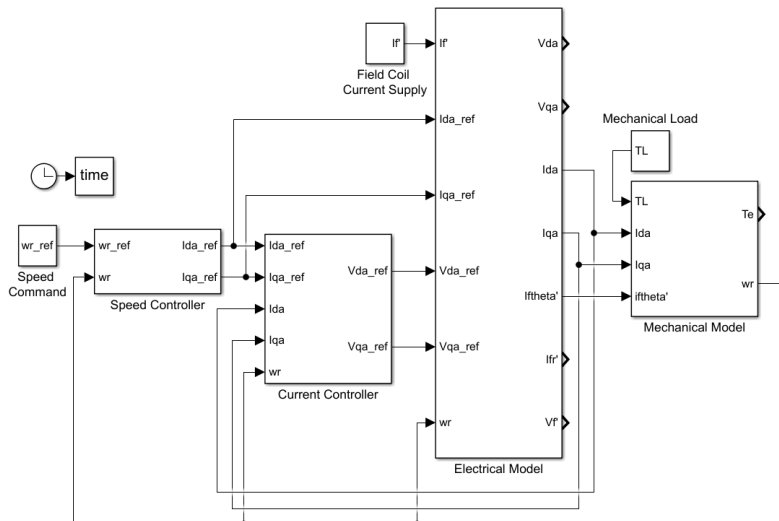 If'
If'
Field Coil
Current Supply
Vda
Ida_ref
Vqa
Mechanical Load
TL
time
Ida
Iqa_ref
TL
Te
wr_ref
wr_ref
Ida_ref
Ida_ref
Iqa
Ida
Speed
Command
wr
Iqa_ref
Iqa_ref
Vda_ref
Vda_ref
Iqa
Speed Controller
Ida
Iftheta'
iftheta'
wr
Mechanical Model
Iqa
Vqa_ref
Vqa_ref
Ifr'
wr
Current Controller
wr
Vf'
Electrical Model